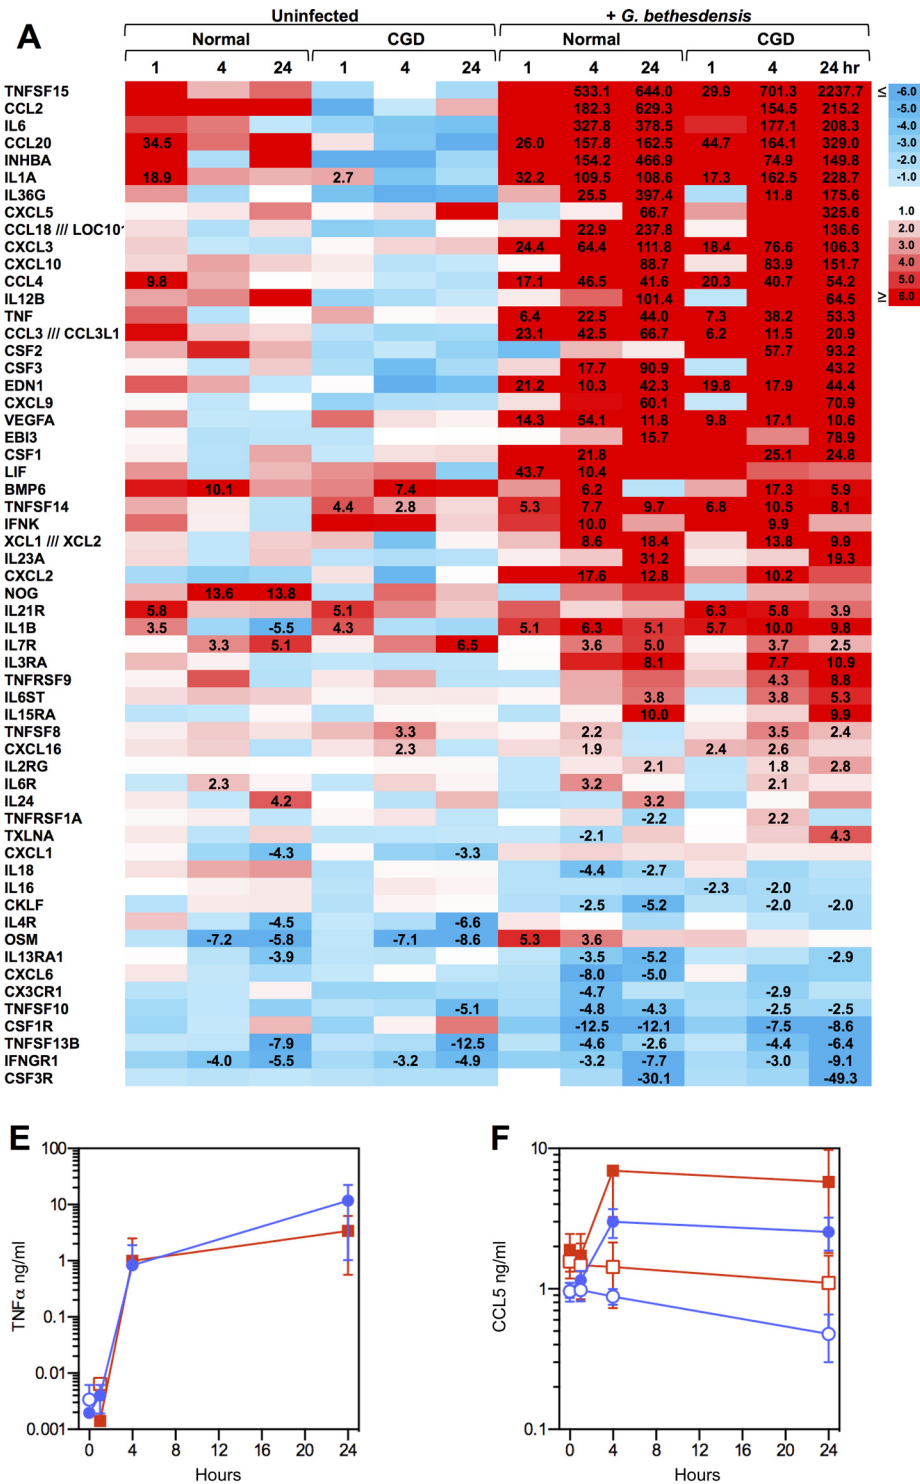 A
Uninfected + G. bethesdensis
Normal CGD Normal CGD
1 4 24 1 4 24 1 4 24 1 4 24 hr
TNFSF15 533.1 644.0 29.9 701.3 2237.7
CCL2 182.3 629.3 154.5 215.2
IL6 327.8 378.5 177.1 208.3
CCL20 34.5 26.0 157.8 162.5 44.7 164.1 329.0
INHBA 154.2 466.9 74.9 149.8
IL1A 18.9 2.7 32.2 109.5 108.6 17.3 162.5 228.7
IL36G 25.5 397.4 11.8 175.6
CXCL5 66.7 325.6
CCL18 /// LOC101 22.9 237.8 136.6
CXCL3 24.4 64.4 111.8 18.4 76.6 106.3
CXCL10 88.7 83.9 151.7
CCL4 9.8 17.1 46.5 41.6 20.3 40.7 54.2
IL12B 101.4 64.5
TNF 6.4 22.5 44.0 7.3 38.2 53.3
CCL3 /// CCL3L1 23.1 42.5 66.7 6.2 11.5 20.9
CSF2 57.7 93.2
CSF3 17.7 90.9 43.2
EDN1 21.2 10.3 42.3 19.8 17.9 44.4
CXCL9 60.1 70.9
VEGFA 14.3 54.1 11.8 9.8 17.1 10.6
EBI3 15.7 78.9
CSF1 21.8 25.1 24.8
LIF 43.7 10.4
BMP6 10.1 7.4 6.2 17.3 5.9
TNFSF14 4.4 2.8 5.3 7.7 9.7 6.8 10.5 8.1
IFNK 10.0 9.9
XCL1 /// XCL2 8.6 18.4 13.8 9.9
IL23A 31.2 19.3
CXCL2 17.6 12.8 10.2
NOG 13.6 13.8
IL21R 5.8 5.1 6.3 5.8 3.9
IL1B 3.5 -5.5 4.3 5.1 6.3 5.1 5.7 10.0 9.8
IL7R 3.3 5.1 6.5 3.6 5.0 3.7 2.5
IL3RA 8.1 7.7 10.9
TNFRSF9 4.3 8.8
IL6ST 3.8 3.8 5.3
IL15RA 10.0 9.9
TNFSF8 3.3 2.2 3.5 2.4
CXCL16 2.3 1.9 2.4 2.6
IL2RG 2.1 1.8 2.8
IL6R 2.3 3.2 2.1
IL24 4.2 3.2
TNFRSF1A -2.2 2.2
TXLNA -2.1 4.3
CXCL1 -4.3 -3.3
IL18 -4.4 -2.7
IL16 -2.3 -2.0
CKLF -2.5 -5.2 -2.0 -2.0
IL4R -4.5 -6.6
OSM -7.2 -5.8 -7.1 -8.6 5.3 3.6
IL13RA1 -3.9 -3.5 -5.2 -2.9
CXCL6 -8.0 -5.0
CX3CR1 -4.7 -2.9
TNFSF10 -5.1 -4.8 -4.3 -2.5 -2.5
CSF1R -12.5 -12.1 -7.5 -8.6
TNFSF13B -7.9 -12.5 -4.6 -2.6 -4.4 -6.4
IFNGR1 -4.0 -5.5 -3.2 -4.9 -3.2 -7.7 -3.0 -9.1
CSF3R -30.1 -49.3
≤ -6.0
-5.0
-4.0
-3.0
-2.0
-1.0
1.0
2.0
3.0
4.0
5.0
≥ 6.0
E
TNFα ng/ml
100
10
1
0.1
0.01
0.001
0 4 8 12 16 20 24
Hours
F
CCL5 ng/ml
10
1
0.1
0 4 8 12 16 20 24
Hours